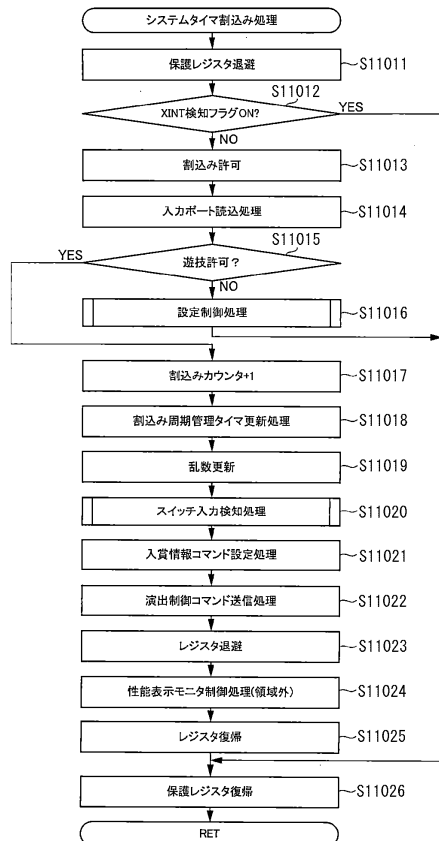 システムタイマ割込み処理
保護レジスタ退避 S11011
S11012
XINT検知フラグON? YES
NO
割込み許可 S11013
入力ポート読込処理 S11014
S11015
YES 遊技許可？
NO
設定制御処理 S11016
割込みカウンタ+1 S11017
割込み周期管理タイマ更新処理 S11018
乱数更新 S11019
スイッチ入力検知処理 S11020
入賞情報コマンド設定処理 S11021
演出制御コマンド送信処理 S11022
レジスタ退避 S11023
性能表示モニタ制御処理(領域外) S11024
レジスタ復帰 S11025
保護レジスタ復帰 S11026
RET